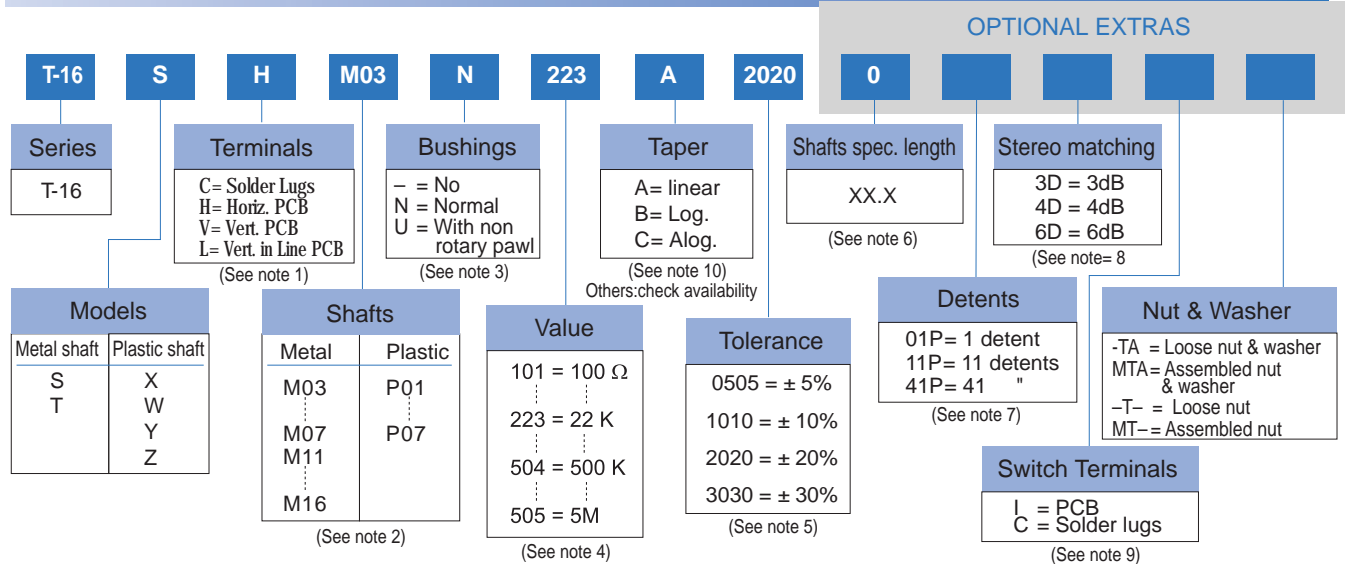 OPTIONAL EXTRAS
T-16 S H M03 N 223 A 2020 0
Series
T-16
Terminals
C= Solder Lugs
H= Horiz. PCB
V= Vert. PCB
L= Vert. in Line PCB
(See note 1)
Bushings
– = No
N = Normal
U = With non
rotary pawl
(See note 3)
Taper
A= linear
B= Log.
C= Alog.
(See note 10)
Others:check availability
Shafts spec. length
XX.X
(See note 6)
Stereo matching
3D = 3dB
4D = 4dB
6D = 6dB
(See note= 8
Models
Metal shaft Plastic shaft
S X
T W
Y
Z
Shafts
Metal Plastic
M03 P01
M07 P07
M11
M16
(See note 2)
Value
101 = 100 Ω
223 = 22 K
504 = 500 K
505 = 5M
(See note 4)
Tolerance
0505 = ± 5%
1010 = ± 10%
2020 = ± 20%
3030 = ± 30%
(See note 5)
Detents
01P= 1 detent
11P= 11 detents
41P= 41 "
(See note 7)
Nut & Washer
-TA = Loose nut & washer
MTA= Assembled nut
& washer
–T– = Loose nut
MT–= Assembled nut
Switch Terminals
I = PCB
C = Solder lugs
(See note 9)